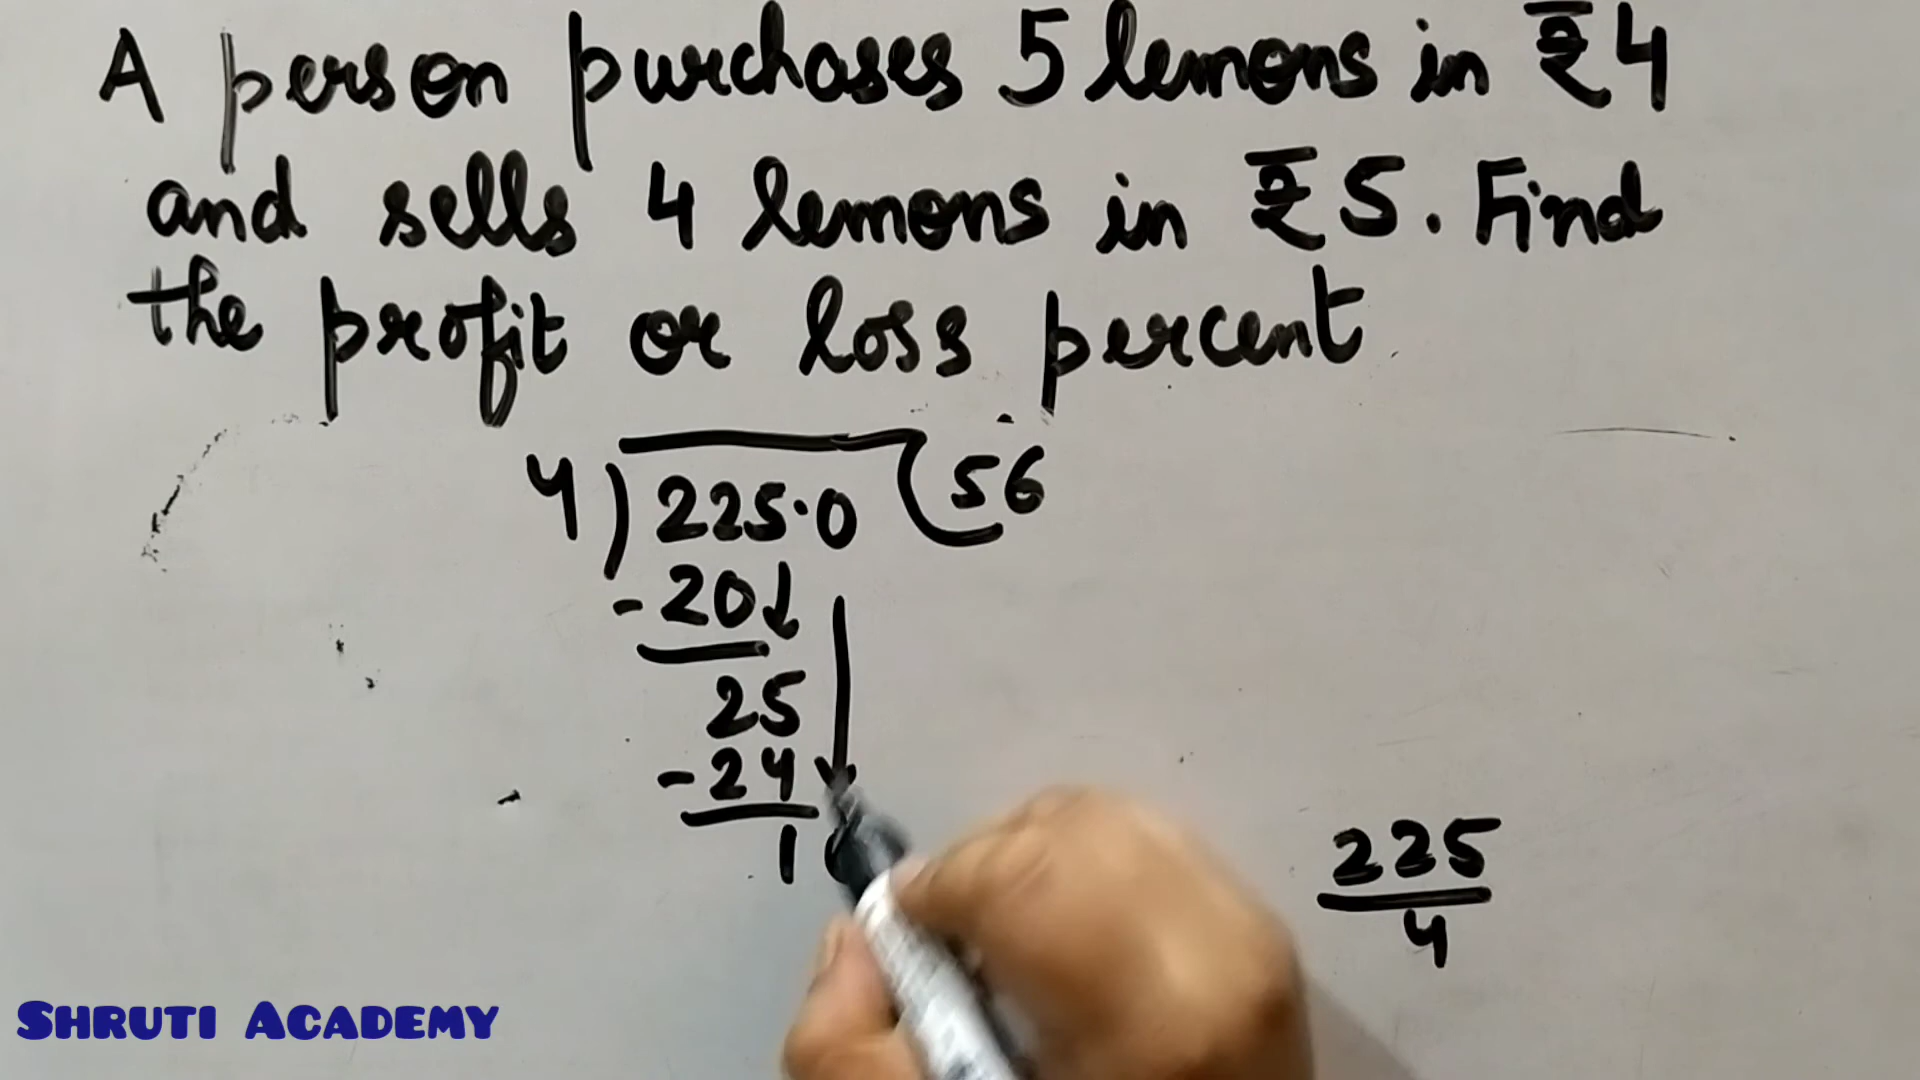 A person purchases 5 lemons in ₹4
and sells 4 lemons in ₹5. Find
the profit or loss percent
4) 225.0 (56
-20↓
25
-24
10
225
4
SHRUTI ACADEMY